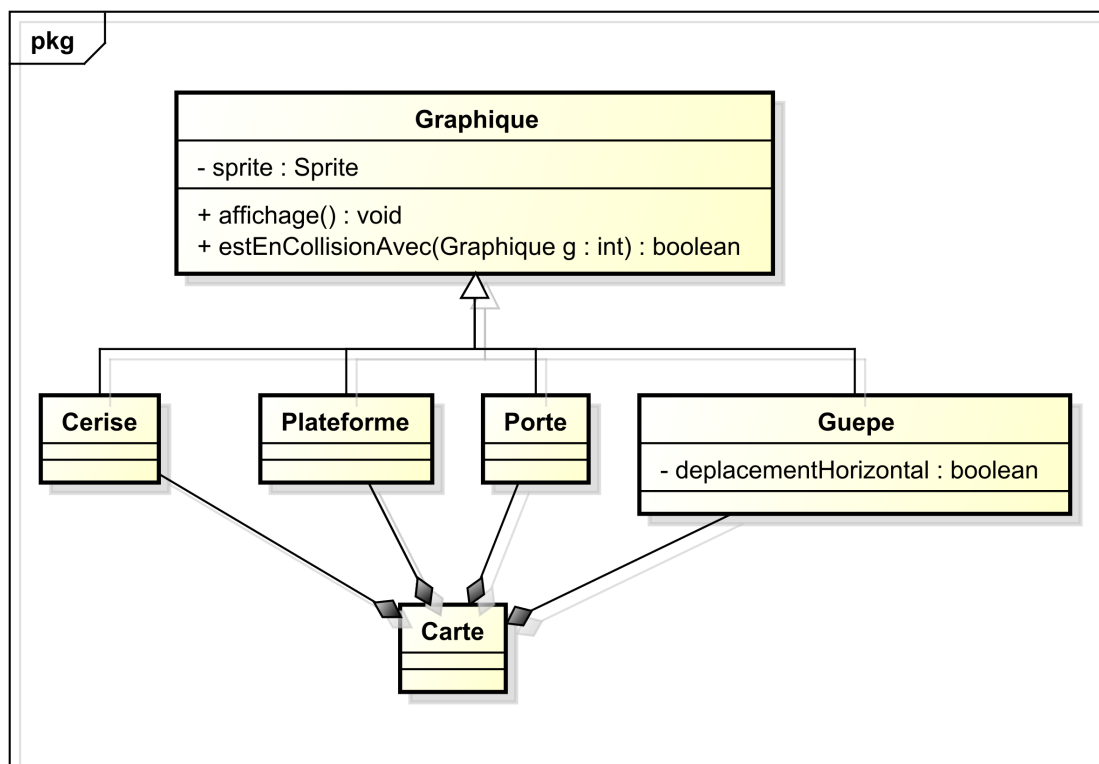 pkg
Graphique
- sprite : Sprite
+ affichage() : void
+ estEnCollisionAvec(Graphique g : int) : boolean
Cerise
Plateforme
Porte
Guepe
- deplacementHorizontal : boolean
Carte